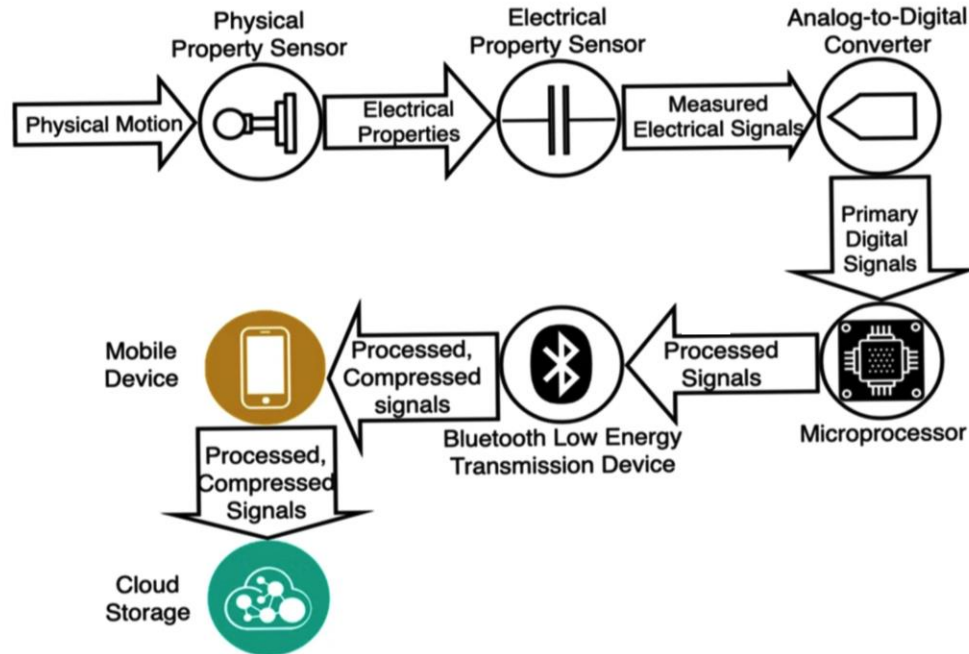 Physical
Property Sensor
Electrical
Property Sensor
Analog-to-Digital
Converter
Physical Motion
Electrical
Properties
Measured
Electrical Signals
Primary
Digital
Signals
Mobile
Device
Processed,
Compressed
signals
Processed
Signals
Bluetooth Low Energy
Transmission Device
Microprocessor
Processed,
Compressed
Signals
Cloud
Storage